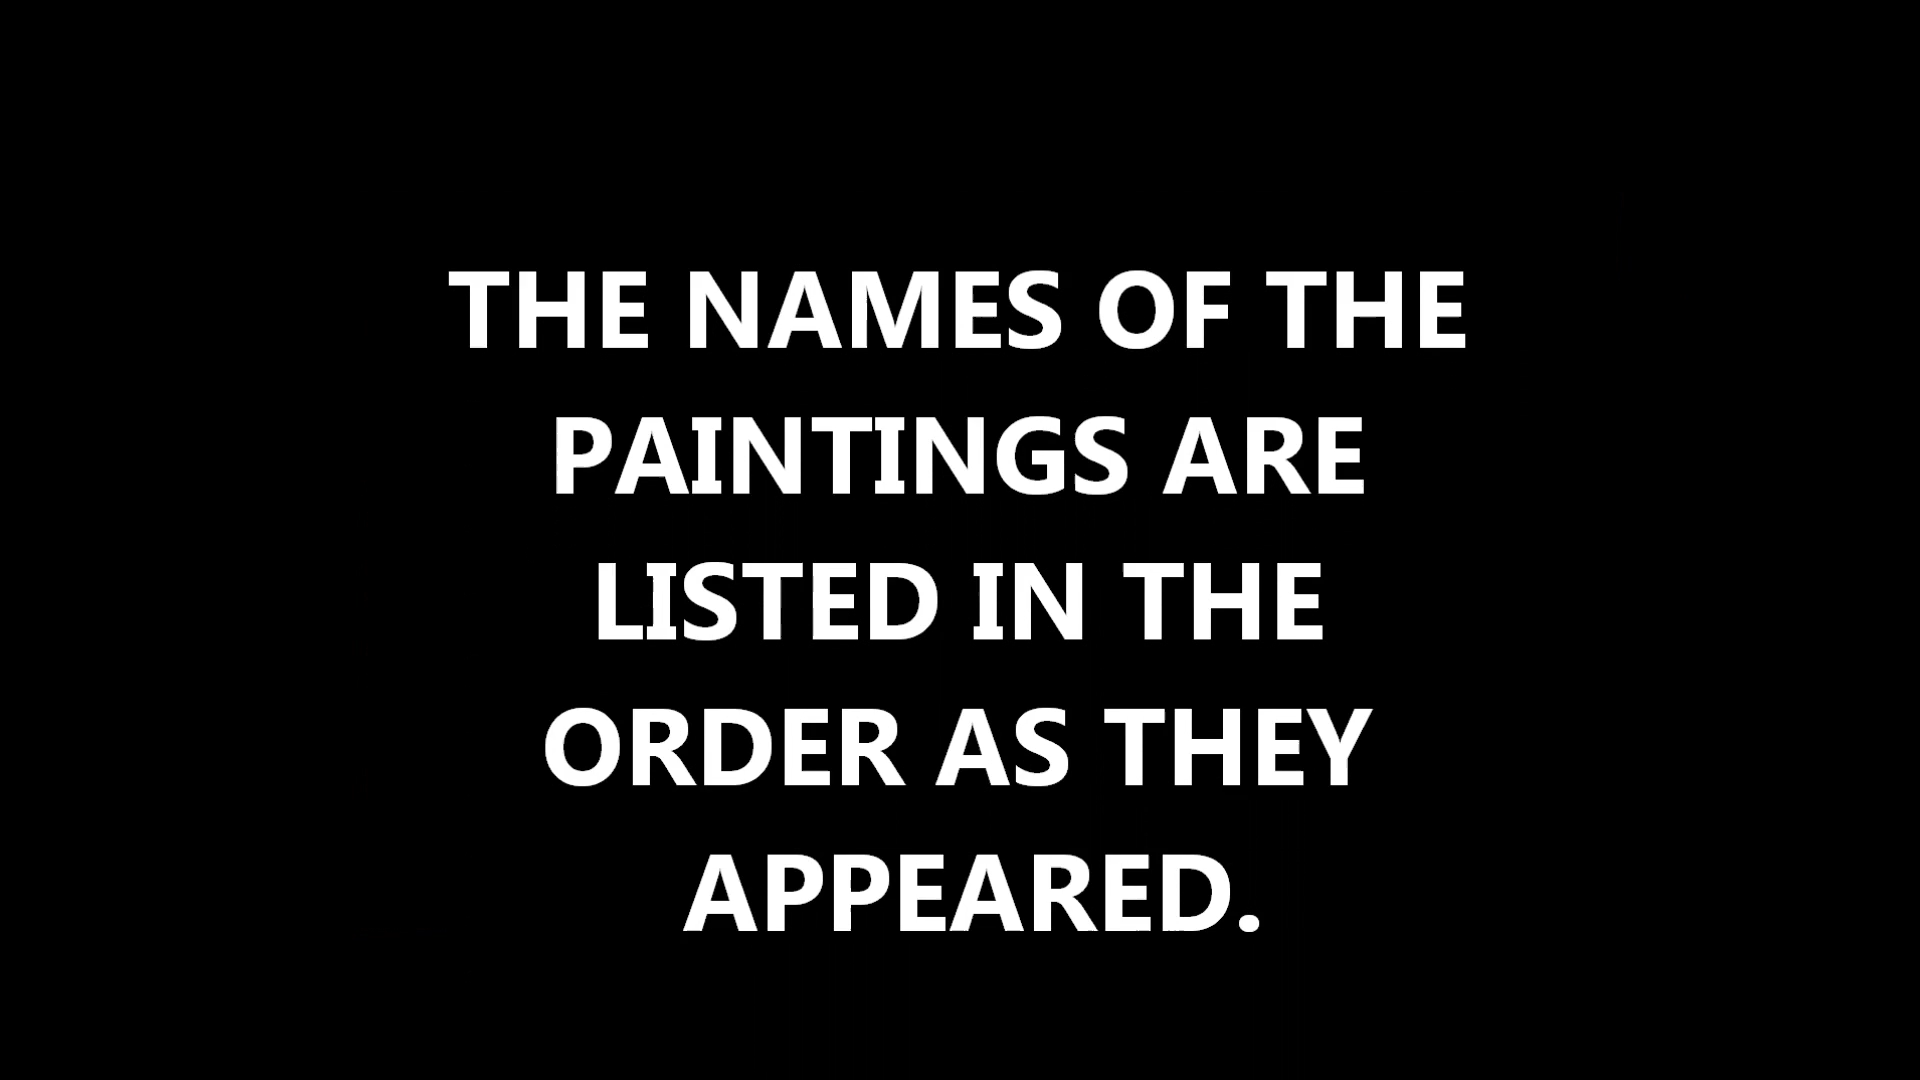 THE NAMES OF THE
PAINTINGS ARE
LISTED IN THE
ORDER AS THEY
APPEARED.